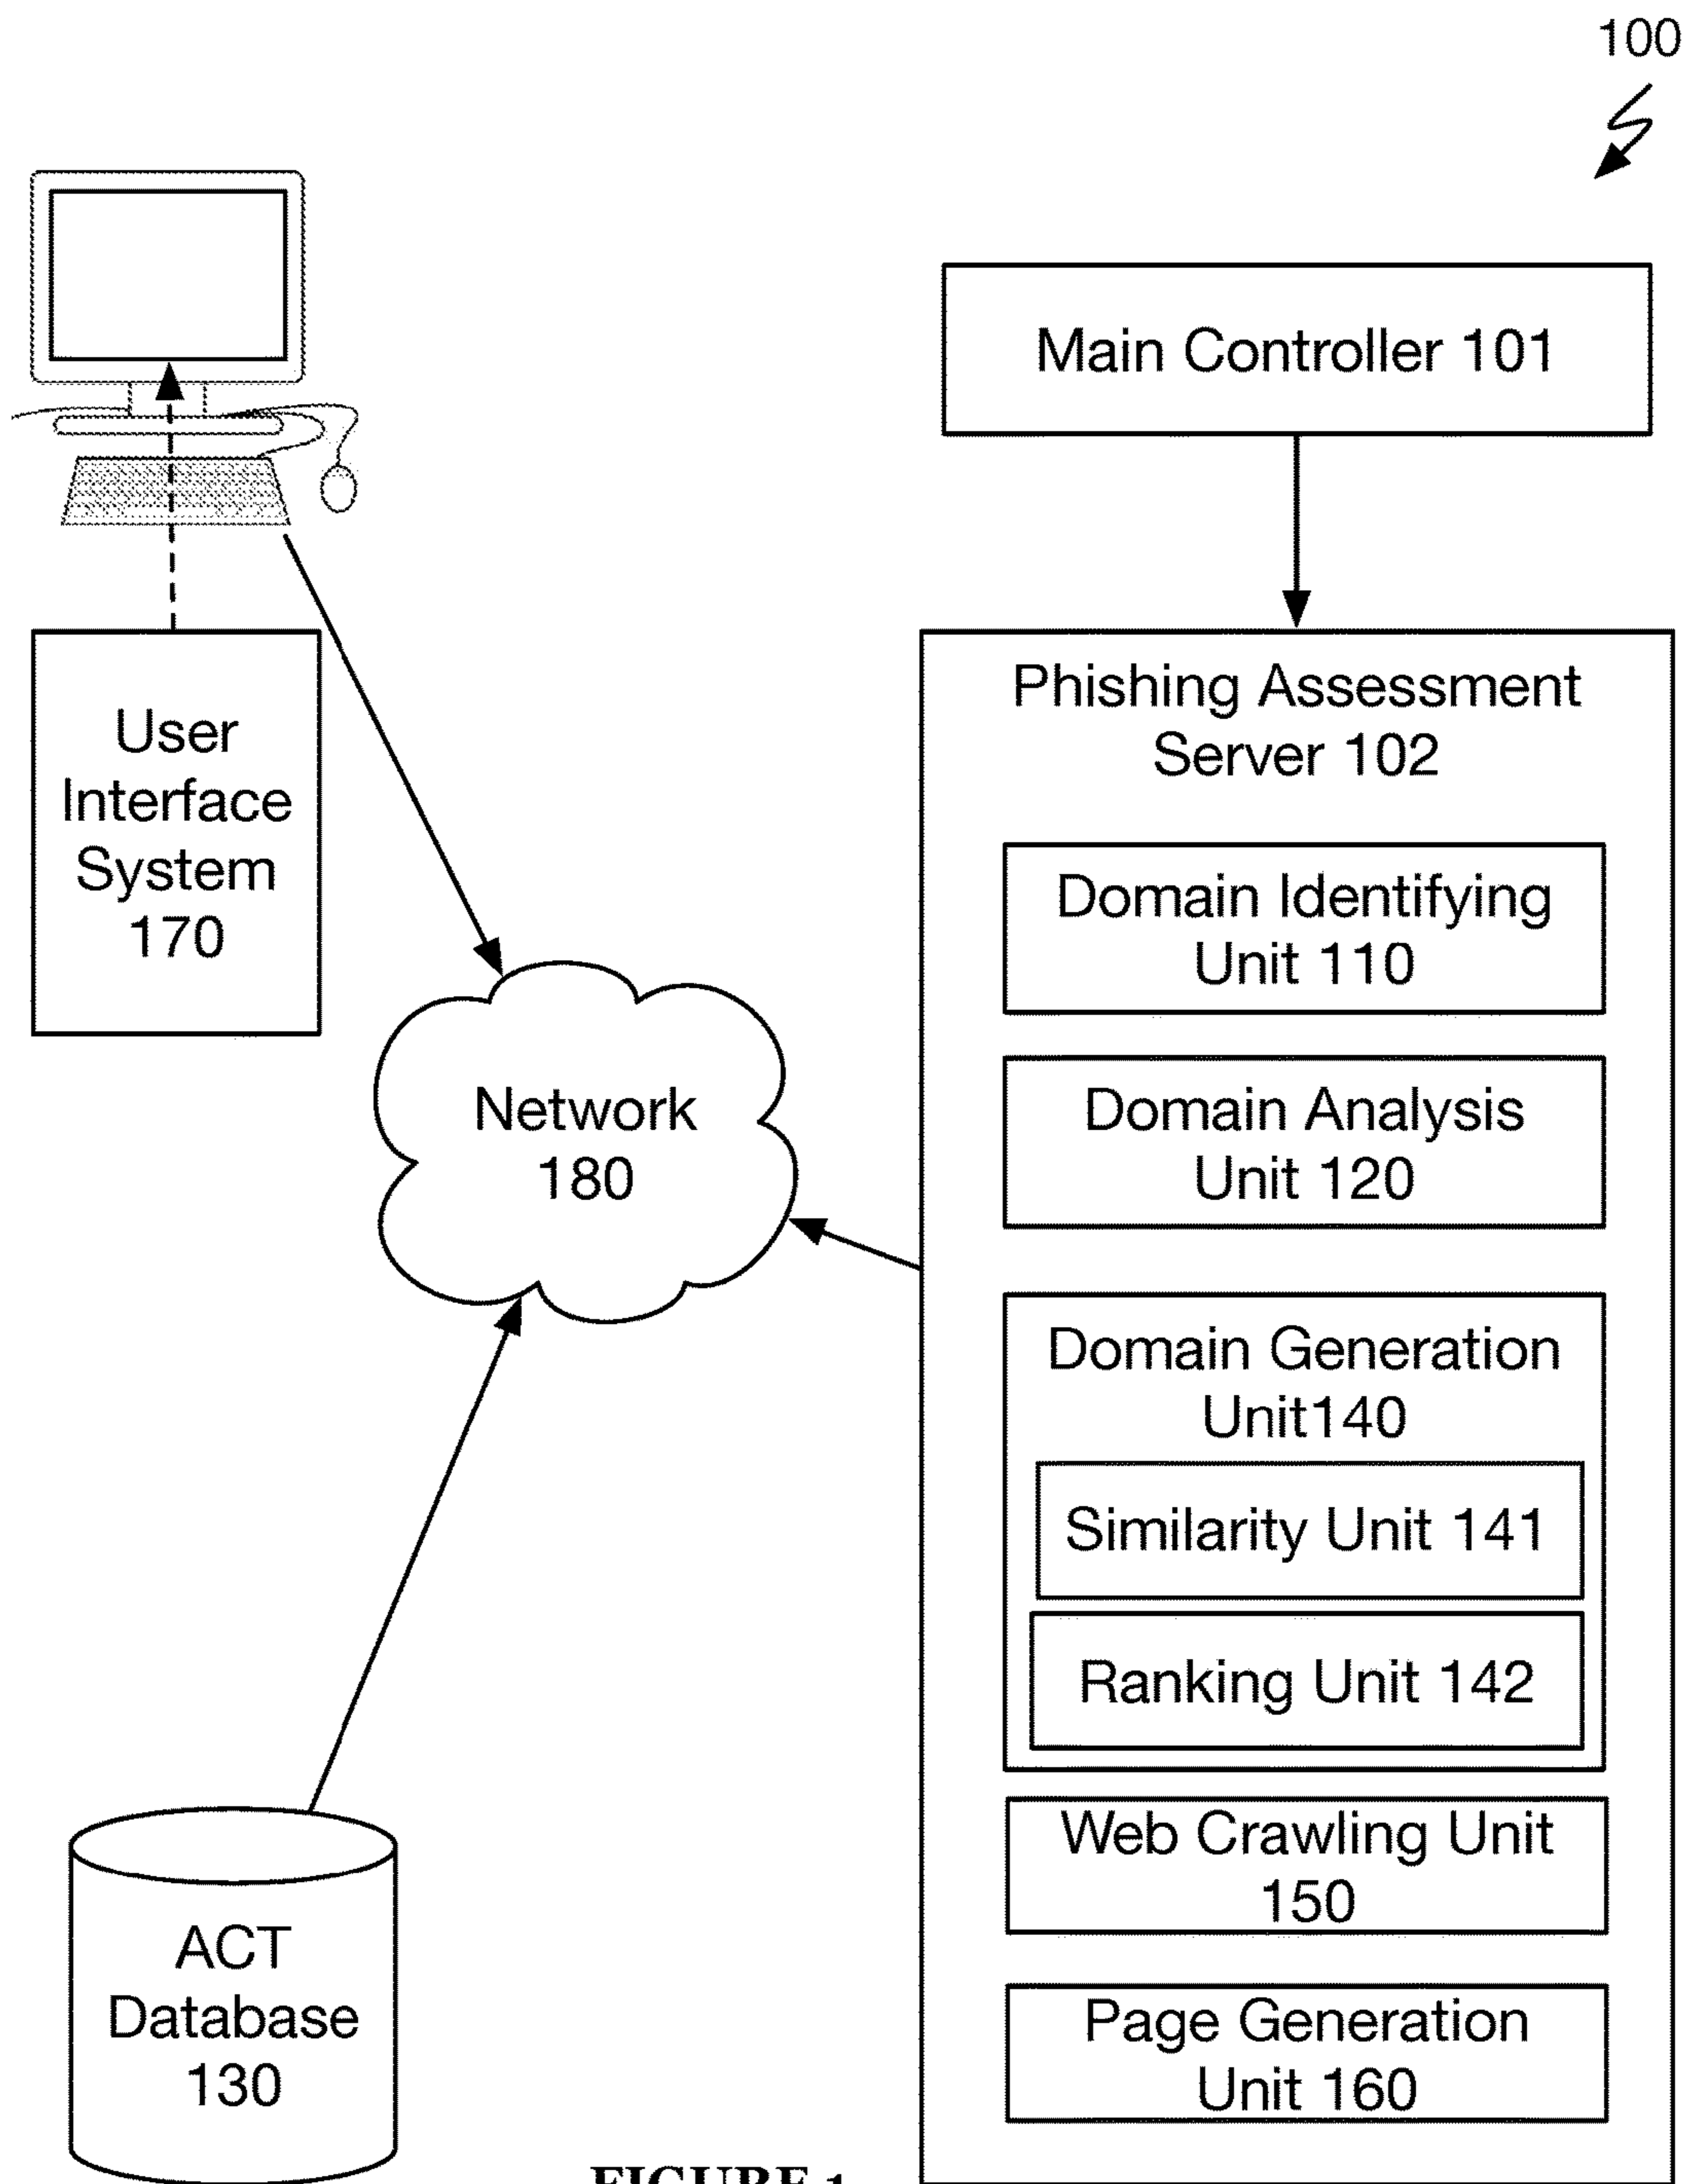 100
Main Controller 101
Phishing Assessment
Server 102
User
Interface
System
170
Domain Identifying
Unit 110
Domain Analysis
Unit 120
Network
180
Domain Generation
Unit140
Similarity Unit 141
Ranking Unit 142
Web Crawling Unit
150
ACT
Database
130
Page Generation
Unit 160
FIGURE 1